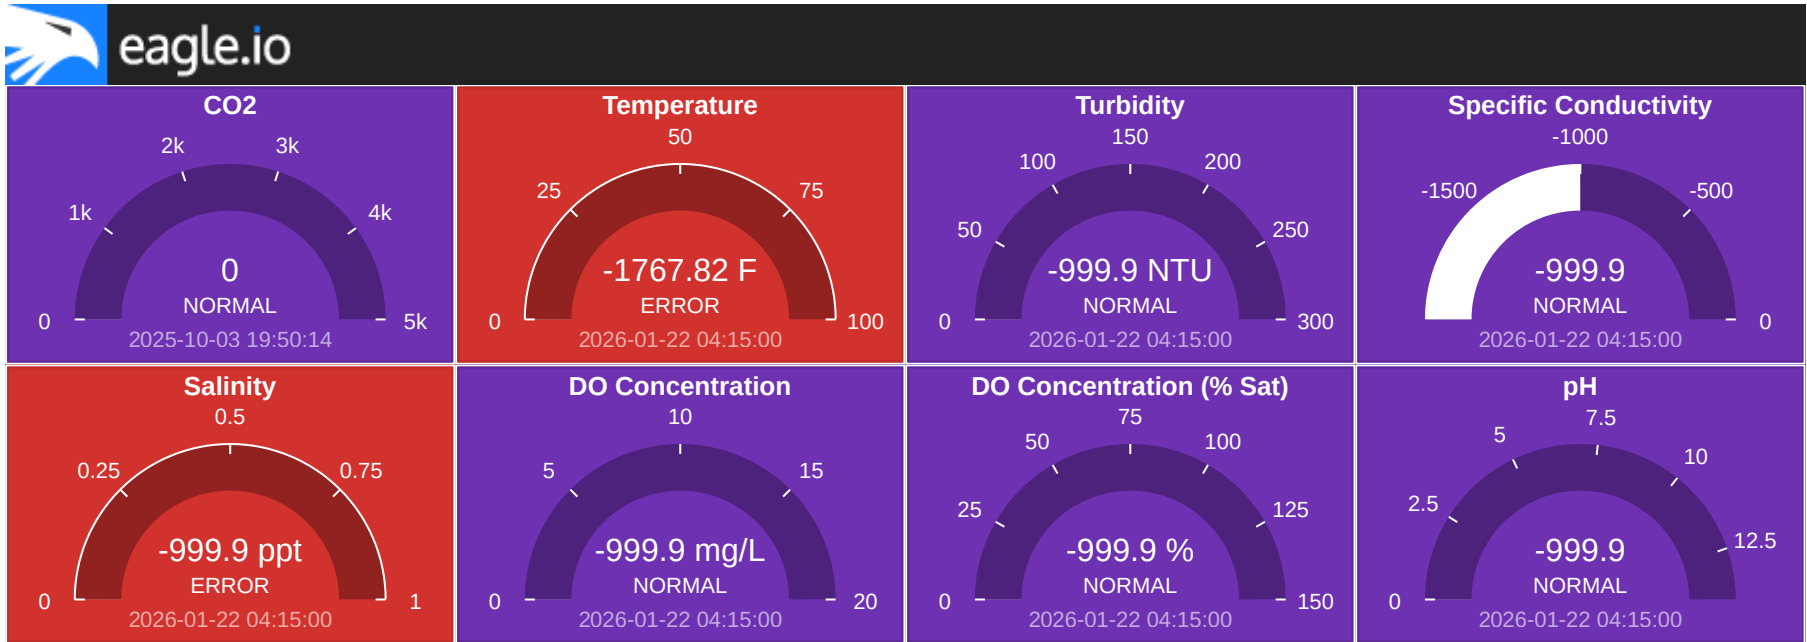 eagle.io
CO2
2k
3k
1k
4k
0
NORMAL
0
5k
2025-10-03 19:50:14
Temperature
50
25
75
-1767.82 F
ERROR
0
100
2026-01-22 04:15:00
Turbidity
150
100
200
50
250
-999.9 NTU
NORMAL
0
300
2026-01-22 04:15:00
Specific Conductivity
-1000
-1500
-500
-999.9
NORMAL
0
2026-01-22 04:15:00
Salinity
0.5
0.25
0.75
-999.9 ppt
ERROR
0
1
2026-01-22 04:15:00
DO Concentration
10
5
15
-999.9 mg/L
NORMAL
0
20
2026-01-22 04:15:00
DO Concentration (% Sat)
75
50
100
25
125
-999.9 %
NORMAL
0
150
2026-01-22 04:15:00
pH
7.5
5
10
2.5
12.5
-999.9
NORMAL
0
2026-01-22 04:15:00